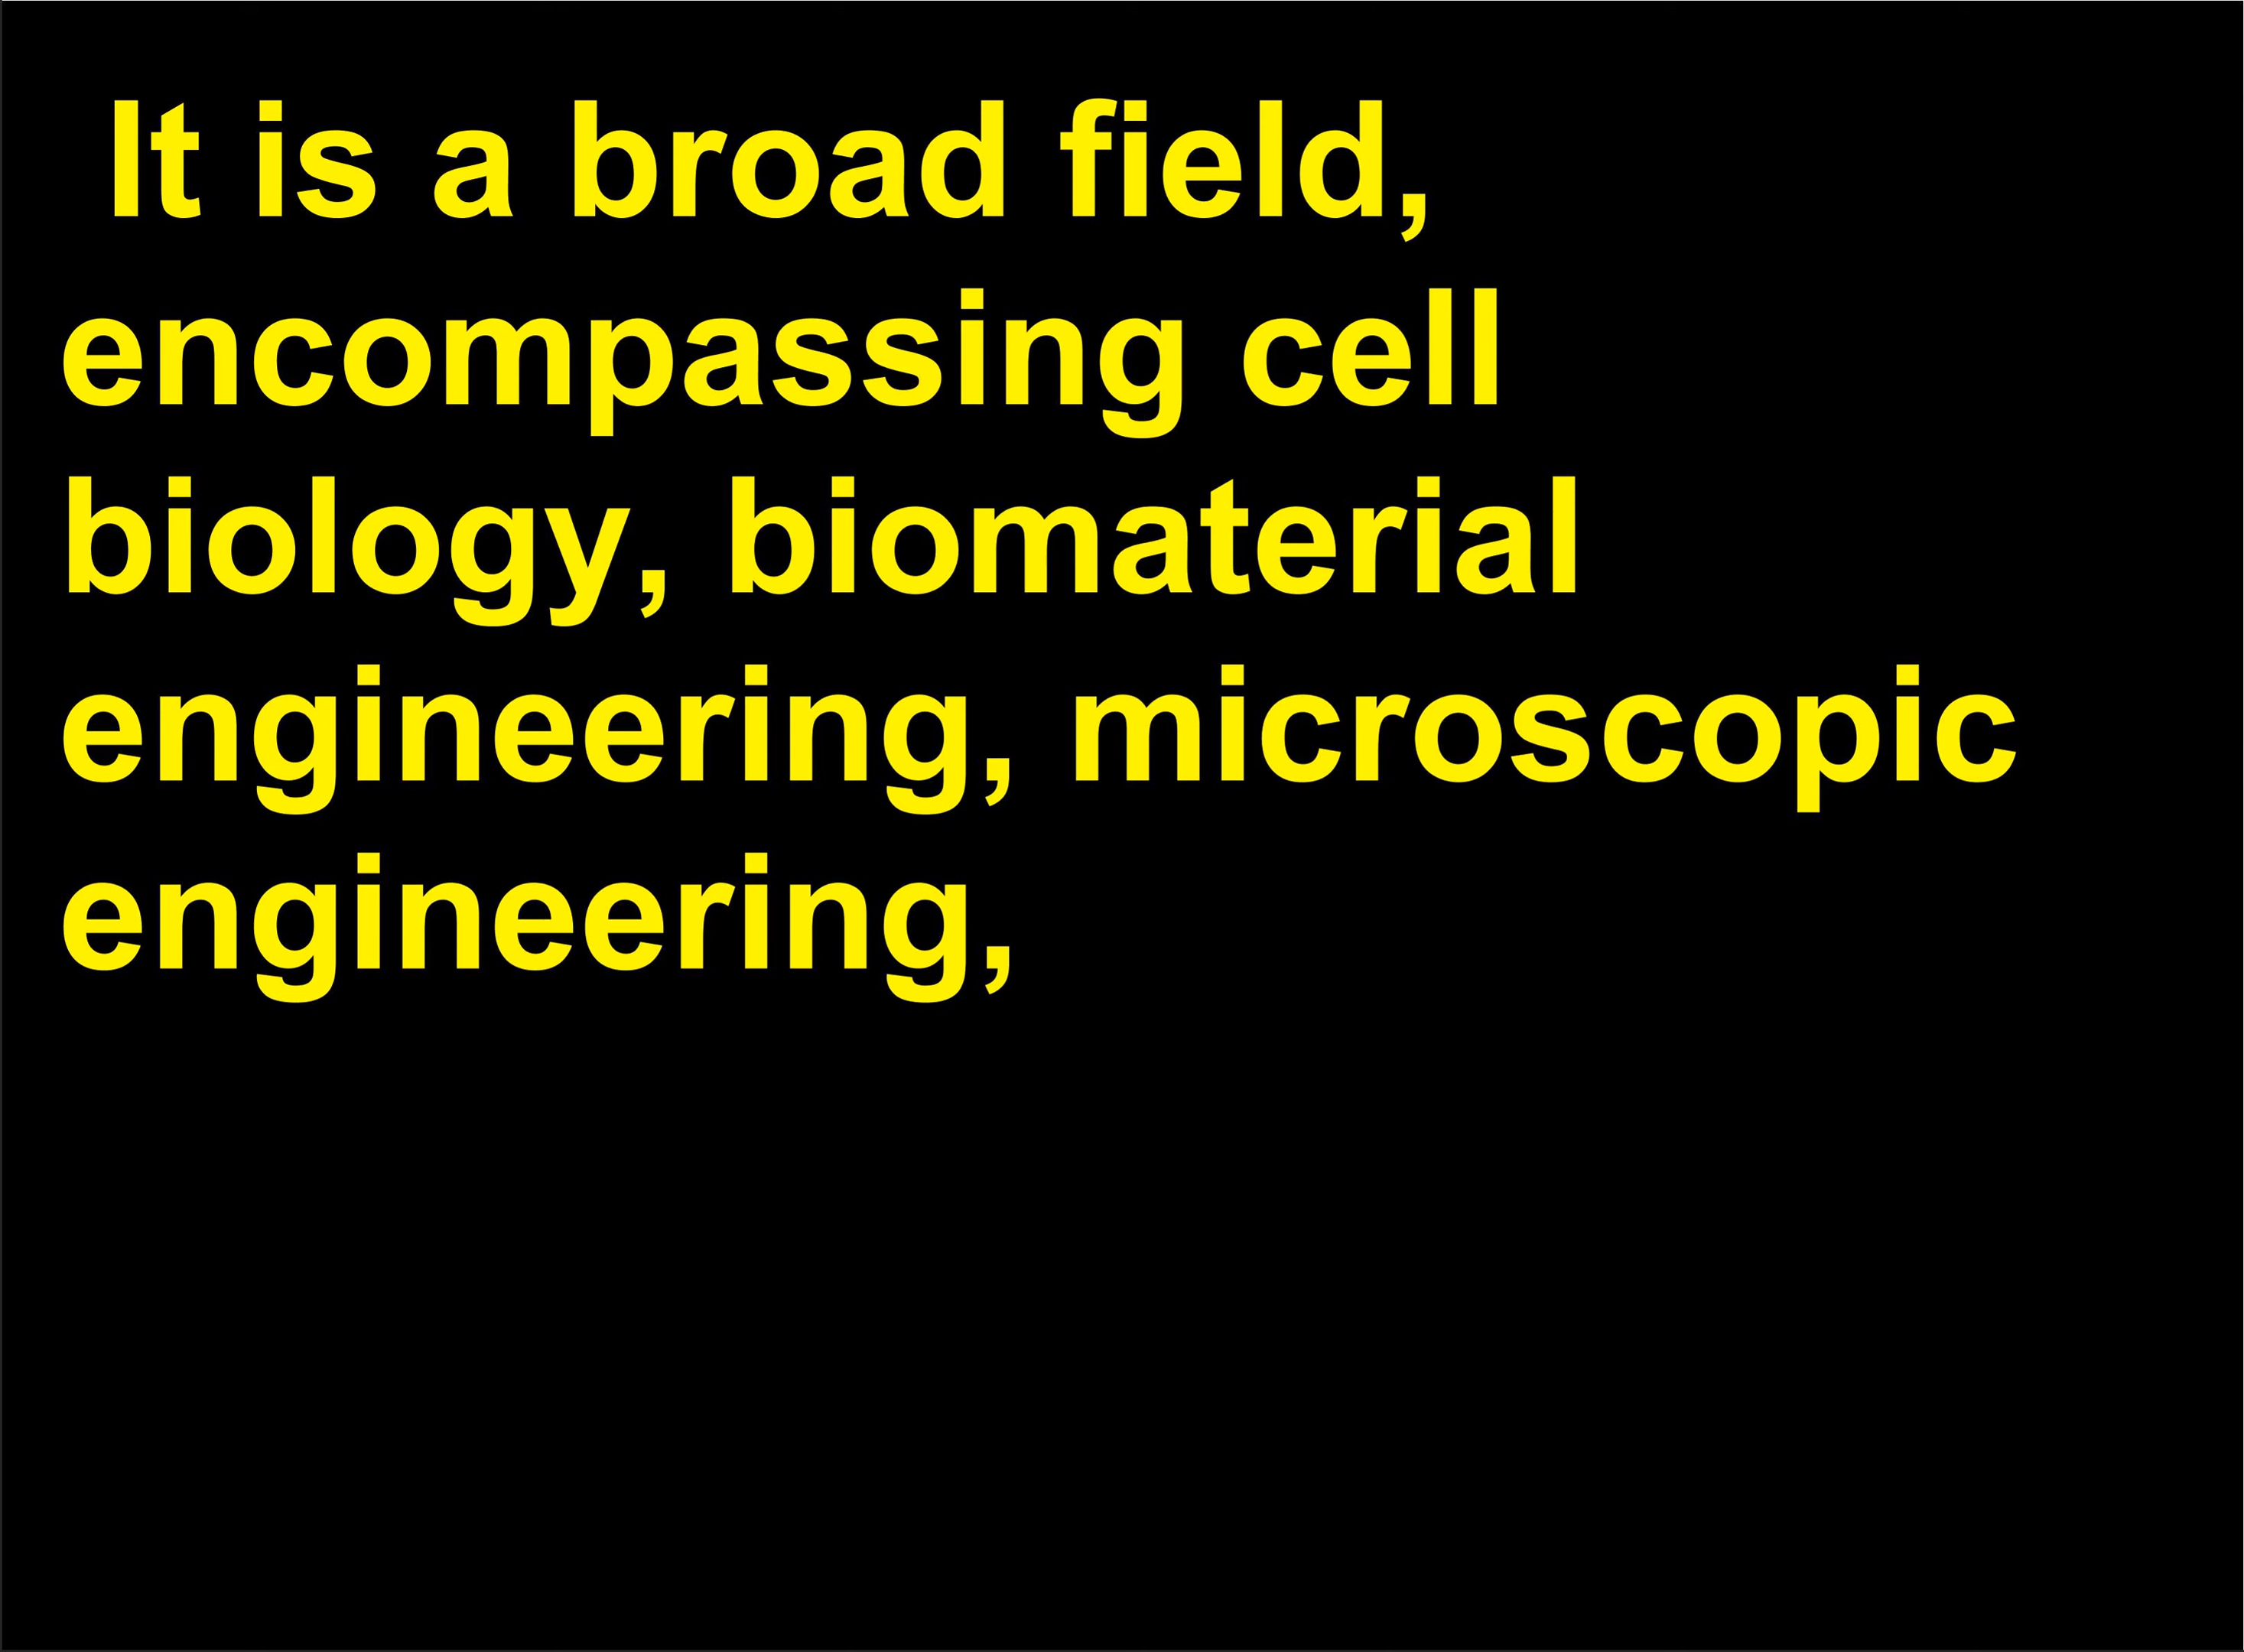 It is a broad field,
encompassing cell
biology, biomaterial
engineering, microscopic
engineering,